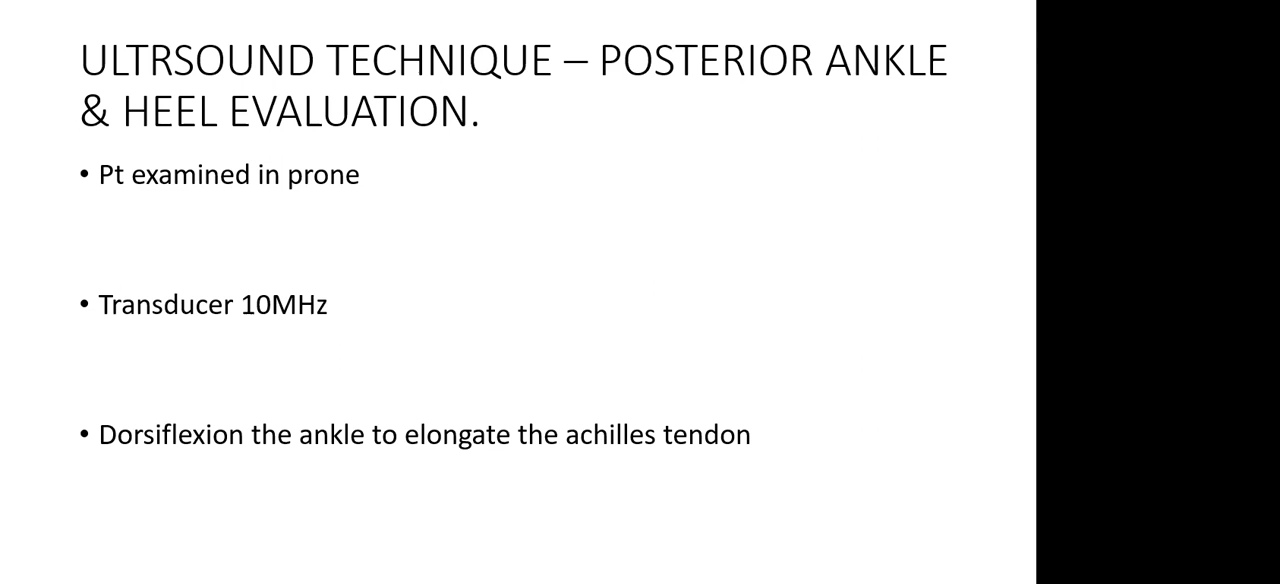 ULTRSOUND TECHNIQUE – POSTERIOR ANKLE
& HEEL EVALUATION.
• Pt examined in prone
• Transducer 10MHz
• Dorsiflexion the ankle to elongate the achilles tendon